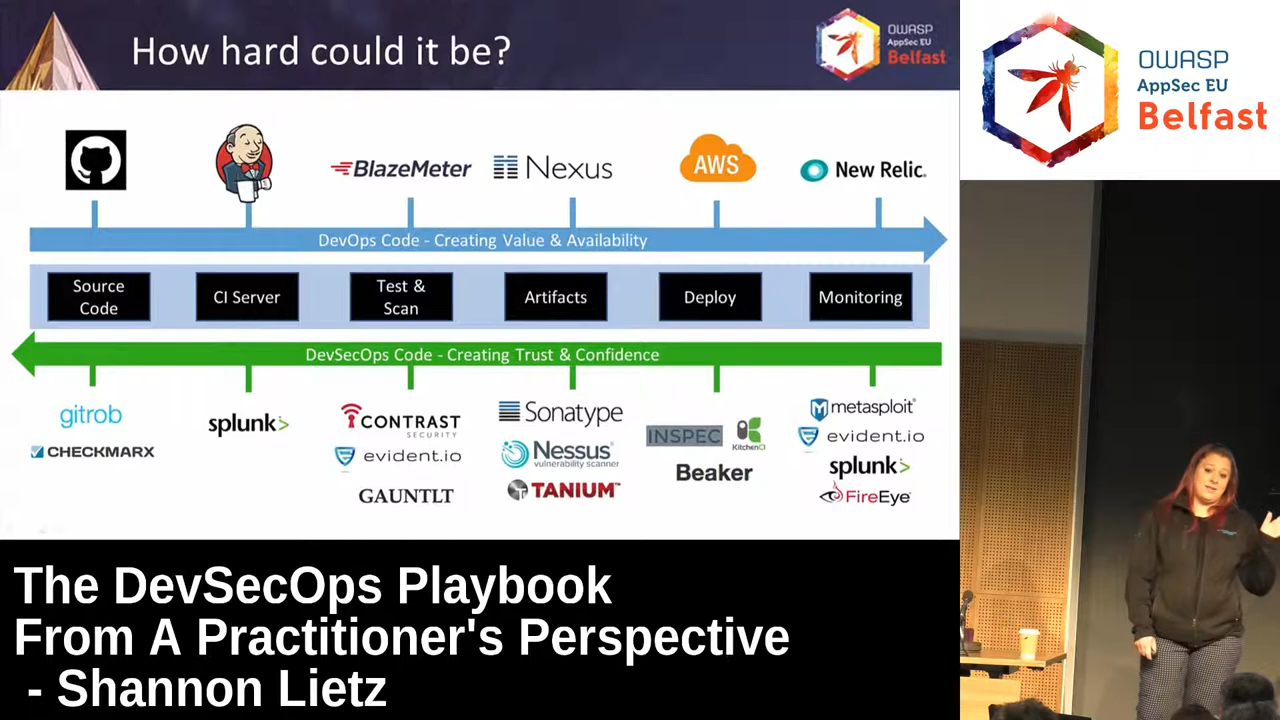 How hard could it be?
OWASP
AppSec EU
Belfast
OWASP
AppSec EU
Belfast
BlazeMeter
Nexus
AWS
New Relic.
DevOps Code - Creating Value & Availability
Source
Code
CI Server
Test &
Scan
Artifacts
Deploy
Monitoring
DevSecOps Code - Creating Trust & Confidence
gitrob
CHECKMARX
splunk>
CONTRAST
SECURITY
evident.io
GAUNTLT
Sonatype
Nessus
vulnerability scanner
TANIUM
INSPEC
KitchenCI
Beaker
metasploit
evident.io
splunk>
FireEye
The DevSecOps Playbook
From A Practitioner's Perspective
- Shannon Lietz